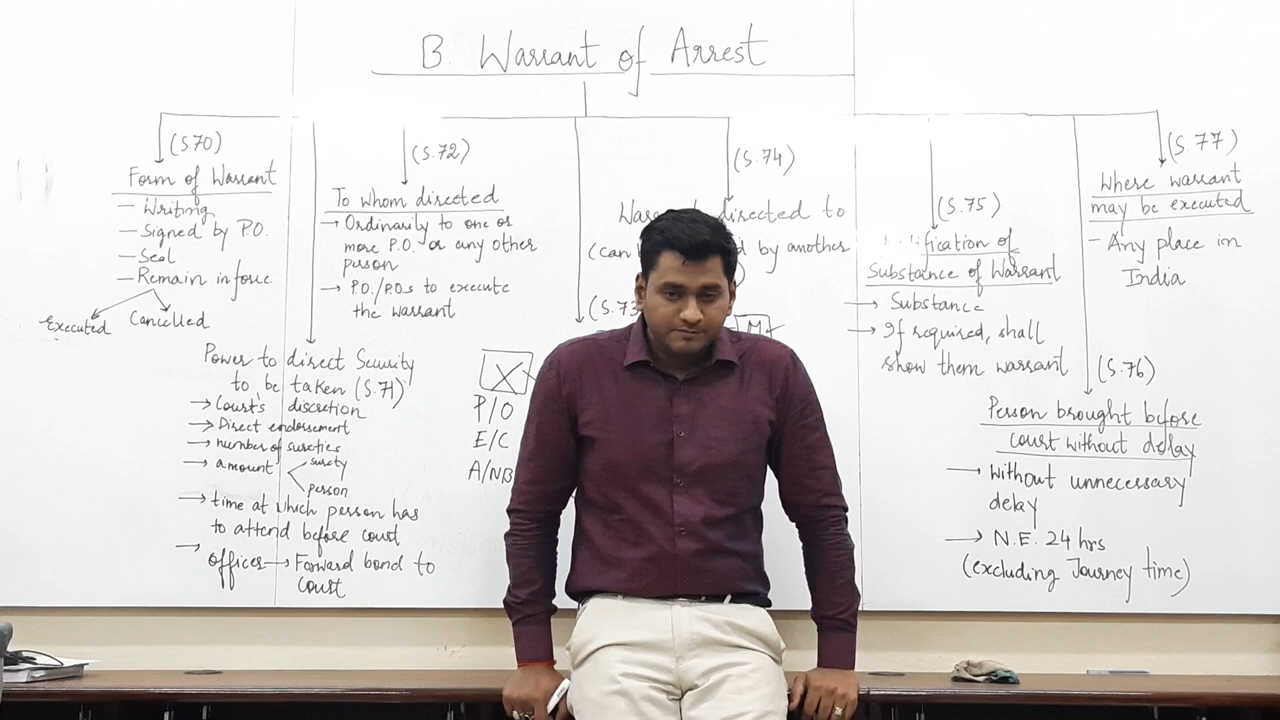 B. Warrant of Arrest
(S.70)
Form of Warrant
— Writing
— Signed by P.O.
— Seal
— Remain in force.
Executed Cancelled
Power to direct Security
to be taken (S.71)
→ Court's discretion
→ Direct endorsement
→ number of sureties
→ amount
surety
person
→ time at which person has
to attend before court
→ officer → Forward bond to
court
(S.72)
To whom directed
→ Ordinarily to one or
more P.O. or any other
person
→ P.O./P.Os to execute
the warrant
(S.74)
directed to
(can by another
(S.73
X
M
P/O
E/C
A/NB
(S.75)
Substance of Warrant
→ Substance
→ If required, shall
show them warrant
(S.77)
Where warrant
may be executed
— Any place in
India
(S.76)
Person brought before
court without delay
→ without unnecessary
delay
→ N.E. 24 hrs
(excluding Journey time)